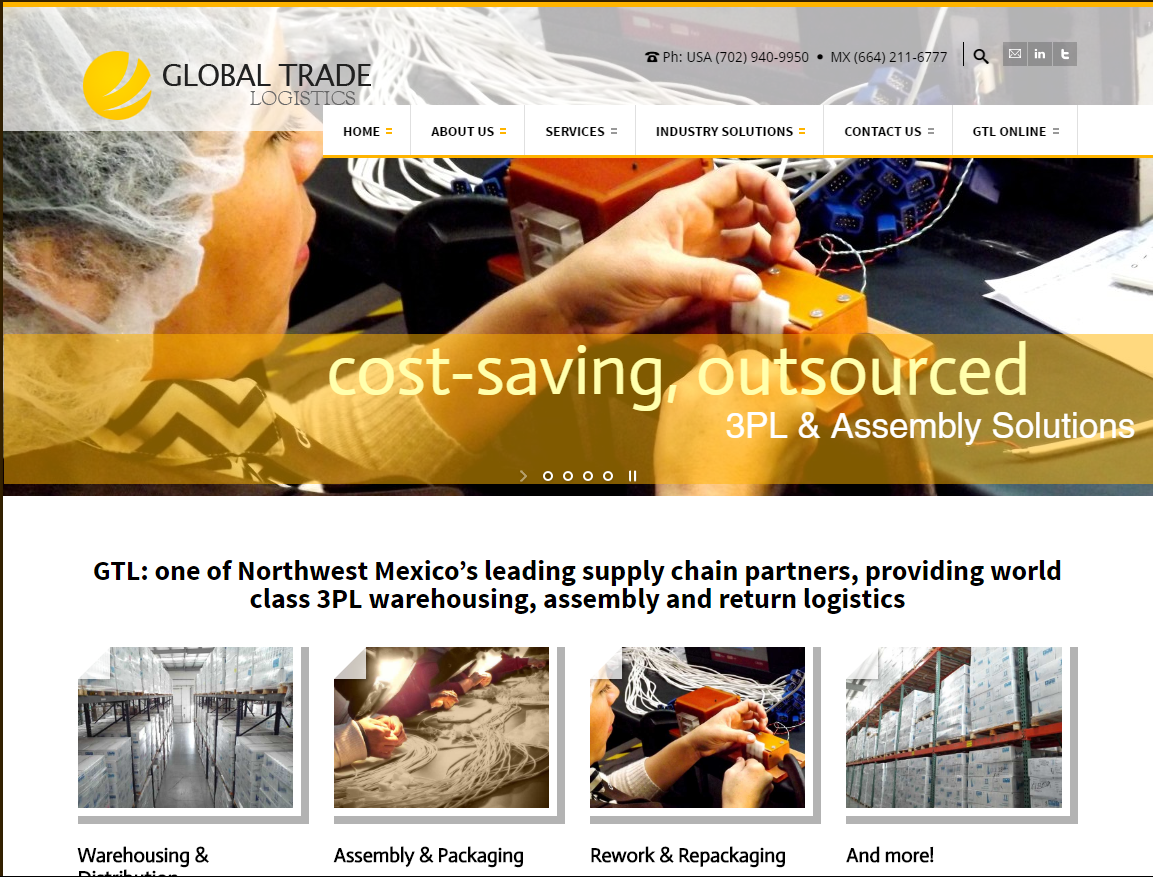 Ph: USA (702) 940-9950 • MX (664) 211-6777
GLOBAL TRADE
LOGISTICS
HOME ABOUT US SERVICES INDUSTRY SOLUTIONS CONTACT US GTL ONLINE
cost-saving, outsourced
3PL & Assembly Solutions
GTL: one of Northwest Mexico’s leading supply chain partners, providing world
class 3PL warehousing, assembly and return logistics
Warehousing &
Distribution
Assembly & Packaging
Rework & Repackaging
And more!